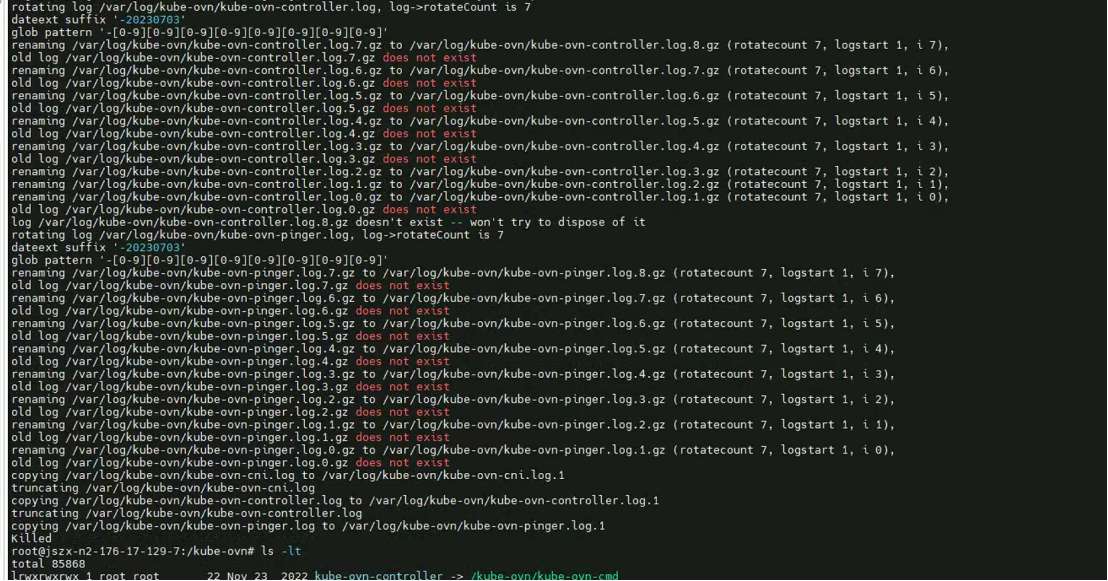 rotating log /var/log/kube-ovn/kube-ovn-controller.log, log->rotateCount is 7
dateext suffix '-20230703'
glob pattern '-[0-9][0-9][0-9][0-9][0-9][0-9][0-9][0-9]'
renaming /var/log/kube-ovn/kube-ovn-controller.log.7.gz to /var/log/kube-ovn/kube-ovn-controller.log.8.gz (rotatecount 7, logstart 1, i 7),
old log /var/log/kube-ovn/kube-ovn-controller.log.7.gz does not exist
renaming /var/log/kube-ovn/kube-ovn-controller.log.6.gz to /var/log/kube-ovn/kube-ovn-controller.log.7.gz (rotatecount 7, logstart 1, i 6),
old log /var/log/kube-ovn/kube-ovn-controller.log.6.gz does not exist
renaming /var/log/kube-ovn/kube-ovn-controller.log.5.gz to /var/log/kube-ovn/kube-ovn-controller.log.6.gz (rotatecount 7, logstart 1, i 5),
old log /var/log/kube-ovn/kube-ovn-controller.log.5.gz does not exist
renaming /var/log/kube-ovn/kube-ovn-controller.log.4.gz to /var/log/kube-ovn/kube-ovn-controller.log.5.gz (rotatecount 7, logstart 1, i 4),
old log /var/log/kube-ovn/kube-ovn-controller.log.4.gz does not exist
renaming /var/log/kube-ovn/kube-ovn-controller.log.3.gz to /var/log/kube-ovn/kube-ovn-controller.log.4.gz (rotatecount 7, logstart 1, i 3),
old log /var/log/kube-ovn/kube-ovn-controller.log.3.gz does not exist
renaming /var/log/kube-ovn/kube-ovn-controller.log.2.gz to /var/log/kube-ovn/kube-ovn-controller.log.3.gz (rotatecount 7, logstart 1, i 2),
renaming /var/log/kube-ovn/kube-ovn-controller.log.1.gz to /var/log/kube-ovn/kube-ovn-controller.log.2.gz (rotatecount 7, logstart 1, i 1),
renaming /var/log/kube-ovn/kube-ovn-controller.log.0.gz to /var/log/kube-ovn/kube-ovn-controller.log.1.gz (rotatecount 7, logstart 1, i 0),
old log /var/log/kube-ovn/kube-ovn-controller.log.0.gz does not exist
log /var/log/kube-ovn/kube-ovn-controller.log.8.gz doesn't exist -- won't try to dispose of it
rotating log /var/log/kube-ovn/kube-ovn-pinger.log, log->rotateCount is 7
dateext suffix '-20230703'
glob pattern '-[0-9][0-9][0-9][0-9][0-9][0-9][0-9][0-9]'
renaming /var/log/kube-ovn/kube-ovn-pinger.log.7.gz to /var/log/kube-ovn/kube-ovn-pinger.log.8.gz (rotatecount 7, logstart 1, i 7),
old log /var/log/kube-ovn/kube-ovn-pinger.log.7.gz does not exist
renaming /var/log/kube-ovn/kube-ovn-pinger.log.6.gz to /var/log/kube-ovn/kube-ovn-pinger.log.7.gz (rotatecount 7, logstart 1, i 6),
old log /var/log/kube-ovn/kube-ovn-pinger.log.6.gz does not exist
renaming /var/log/kube-ovn/kube-ovn-pinger.log.5.gz to /var/log/kube-ovn/kube-ovn-pinger.log.6.gz (rotatecount 7, logstart 1, i 5),
old log /var/log/kube-ovn/kube-ovn-pinger.log.5.gz does not exist
renaming /var/log/kube-ovn/kube-ovn-pinger.log.4.gz to /var/log/kube-ovn/kube-ovn-pinger.log.5.gz (rotatecount 7, logstart 1, i 4),
old log /var/log/kube-ovn/kube-ovn-pinger.log.4.gz does not exist
renaming /var/log/kube-ovn/kube-ovn-pinger.log.3.gz to /var/log/kube-ovn/kube-ovn-pinger.log.4.gz (rotatecount 7, logstart 1, i 3),
old log /var/log/kube-ovn/kube-ovn-pinger.log.3.gz does not exist
renaming /var/log/kube-ovn/kube-ovn-pinger.log.2.gz to /var/log/kube-ovn/kube-ovn-pinger.log.3.gz (rotatecount 7, logstart 1, i 2),
old log /var/log/kube-ovn/kube-ovn-pinger.log.2.gz does not exist
renaming /var/log/kube-ovn/kube-ovn-pinger.log.1.gz to /var/log/kube-ovn/kube-ovn-pinger.log.2.gz (rotatecount 7, logstart 1, i 1),
old log /var/log/kube-ovn/kube-ovn-pinger.log.1.gz does not exist
renaming /var/log/kube-ovn/kube-ovn-pinger.log.0.gz to /var/log/kube-ovn/kube-ovn-pinger.log.1.gz (rotatecount 7, logstart 1, i 0),
old log /var/log/kube-ovn/kube-ovn-pinger.log.0.gz does not exist
copying /var/log/kube-ovn/kube-ovn-cni.log to /var/log/kube-ovn/kube-ovn-cni.log.1
truncating /var/log/kube-ovn/kube-ovn-cni.log
copying /var/log/kube-ovn/kube-ovn-controller.log to /var/log/kube-ovn/kube-ovn-controller.log.1
truncating /var/log/kube-ovn/kube-ovn-controller.log
copying /var/log/kube-ovn/kube-ovn-pinger.log to /var/log/kube-ovn/kube-ovn-pinger.log.1
Killed
root@jszx-n2-176-17-129-7:/kube-ovn# ls -lt
total 85868
lrwxrwxrwx 1 root root 22 Nov 23 2022 kube-ovn-controller -> /kube-ovn/kube-ovn-cmd